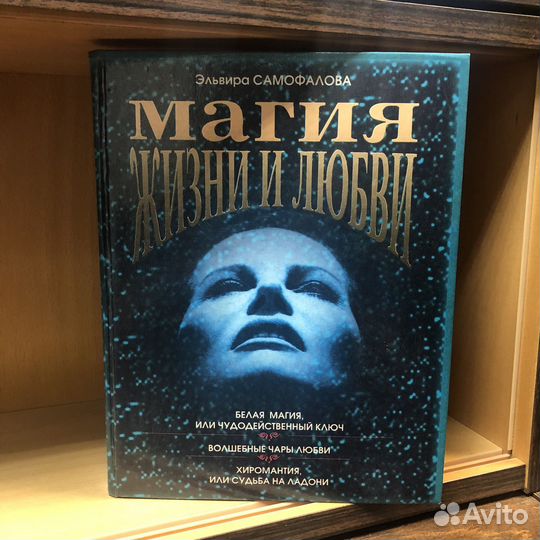 Эльвира САМОФАЛОВА
МАГИЯ
ЖИЗНИ И ЛЮБВИ
БЕЛАЯ МАГИЯ,
ИЛИ ЧУДОДЕЙСТВЕННЫЙ КЛЮЧ
ВОЛШЕБНЫЕ ЧАРЫ ЛЮБВИ
ХИРОМАНТИЯ,
ИЛИ СУДЬБА НА ЛАДОНИ
Avito